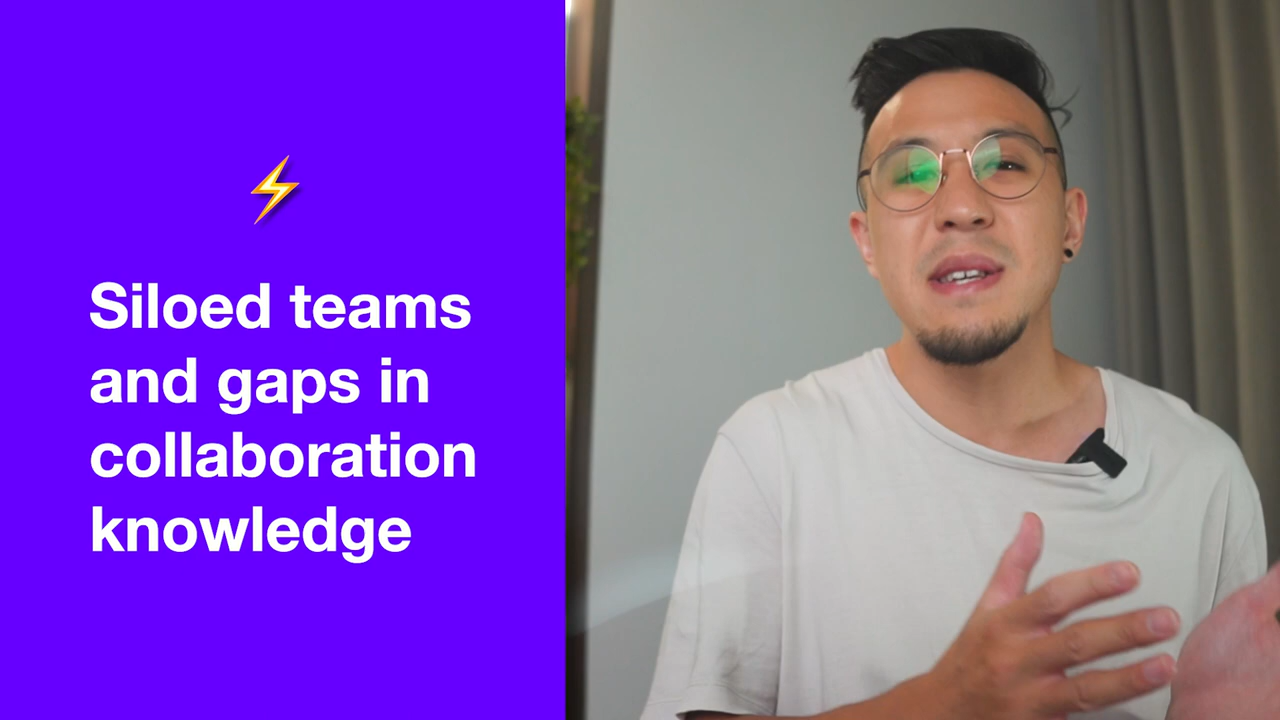 Siloed teams
and gaps in
collaboration
knowledge